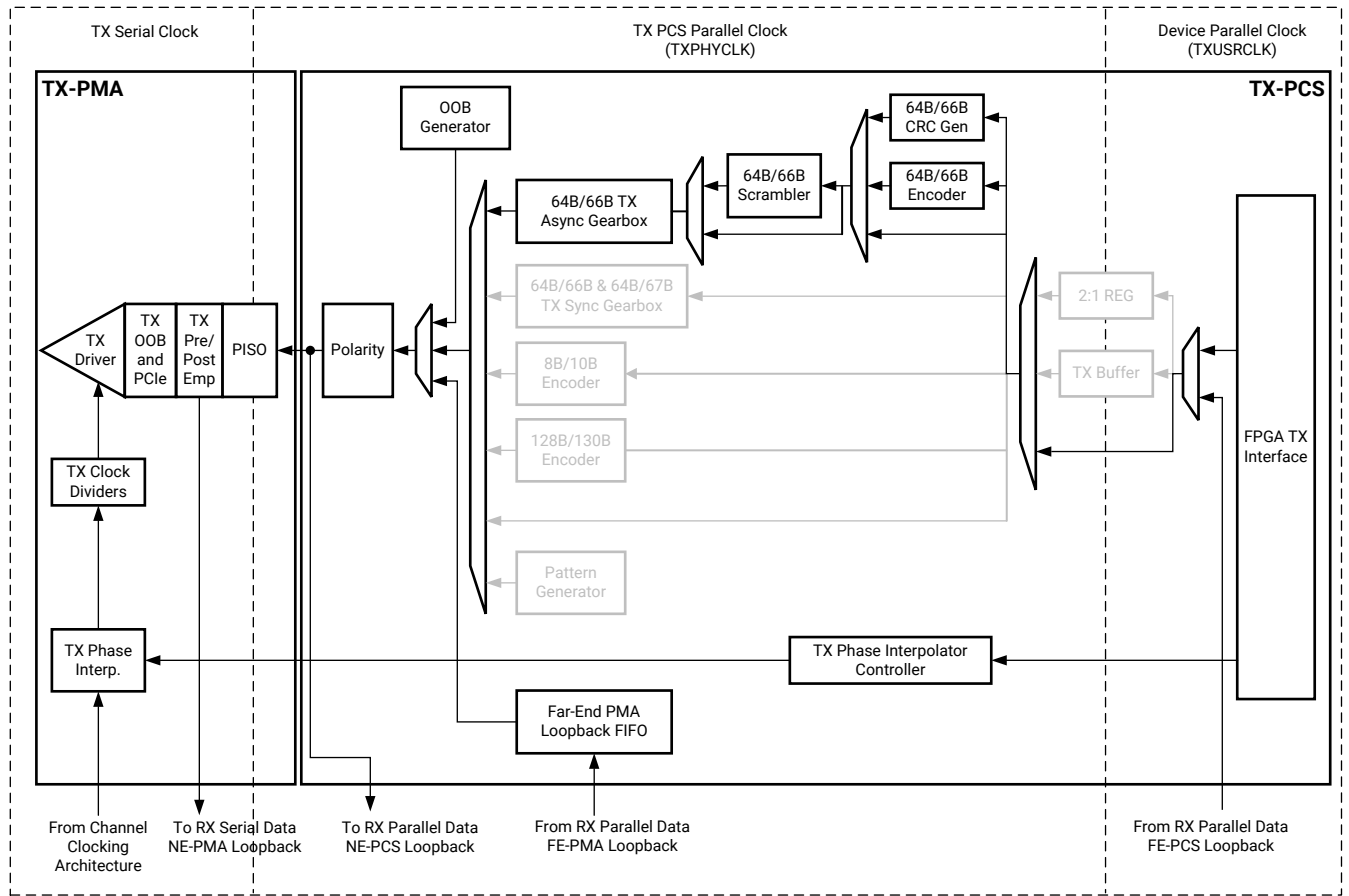 TX Serial Clock
TX PCS Parallel Clock
(TXPHYCLK)
Device Parallel Clock
(TXUSRCLK)
TX-PMA
TX-PCS
OOB
Generator
64B/66B
CRC Gen
64B/66B
Scrambler
64B/66B
Encoder
64B/66B TX
Async Gearbox
64B/66B & 64B/67B
TX Sync Gearbox
2:1 REG
TX
Driver
TX
OOB
and
PCIe
TX
Pre/
Post
Emp
PISO
Polarity
8B/10B
Encoder
TX Buffer
128B/130B
Encoder
FPGA TX
Interface
TX Clock
Dividers
Pattern
Generator
TX Phase
Interp.
TX Phase Interpolator
Controller
Far-End PMA
Loopback FIFO
From Channel
Clocking
Architecture
To RX Serial Data
NE-PMA Loopback
To RX Parallel Data
NE-PCS Loopback
From RX Parallel Data
FE-PMA Loopback
From RX Parallel Data
FE-PCS Loopback